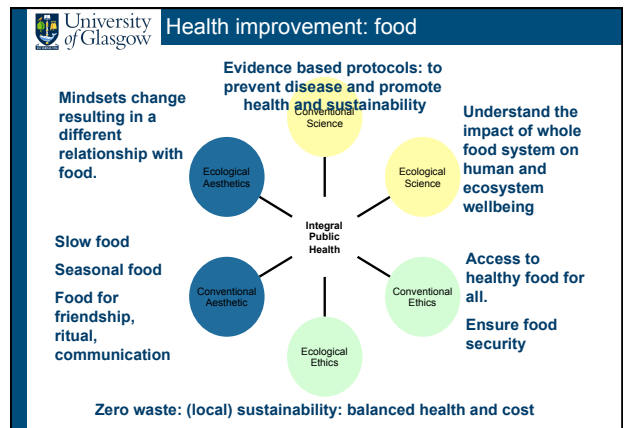 University
of Glasgow
Health improvement: food
Evidence based protocols: to
prevent disease and promote
health and sustainability
Conventional
Science
Mindsets change
resulting in a
different
relationship with
food.
Ecological
Aesthetics
Ecological
Science
Understand the
impact of whole
food system on
human and
ecosystem
wellbeing
Integral
Public
Health
Slow food
Seasonal food
Food for
friendship,
ritual,
communication
Conventional
Aesthetic
Conventional
Ethics
Access to
healthy food for
all.
Ensure food
security
Ecological
Ethics
Zero waste: (local) sustainability: balanced health and cost